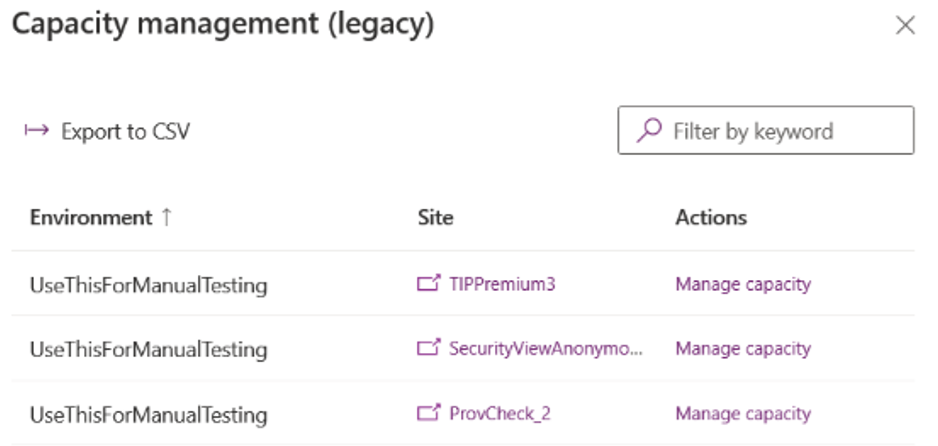 Capacity management (legacy)
Export to CSV
Filter by keyword
Environment ↑ Site Actions
UseThisForManualTesting TIPPremium3 Manage capacity
UseThisForManualTesting SecurityViewAnonymo... Manage capacity
UseThisForManualTesting ProvCheck_2 Manage capacity